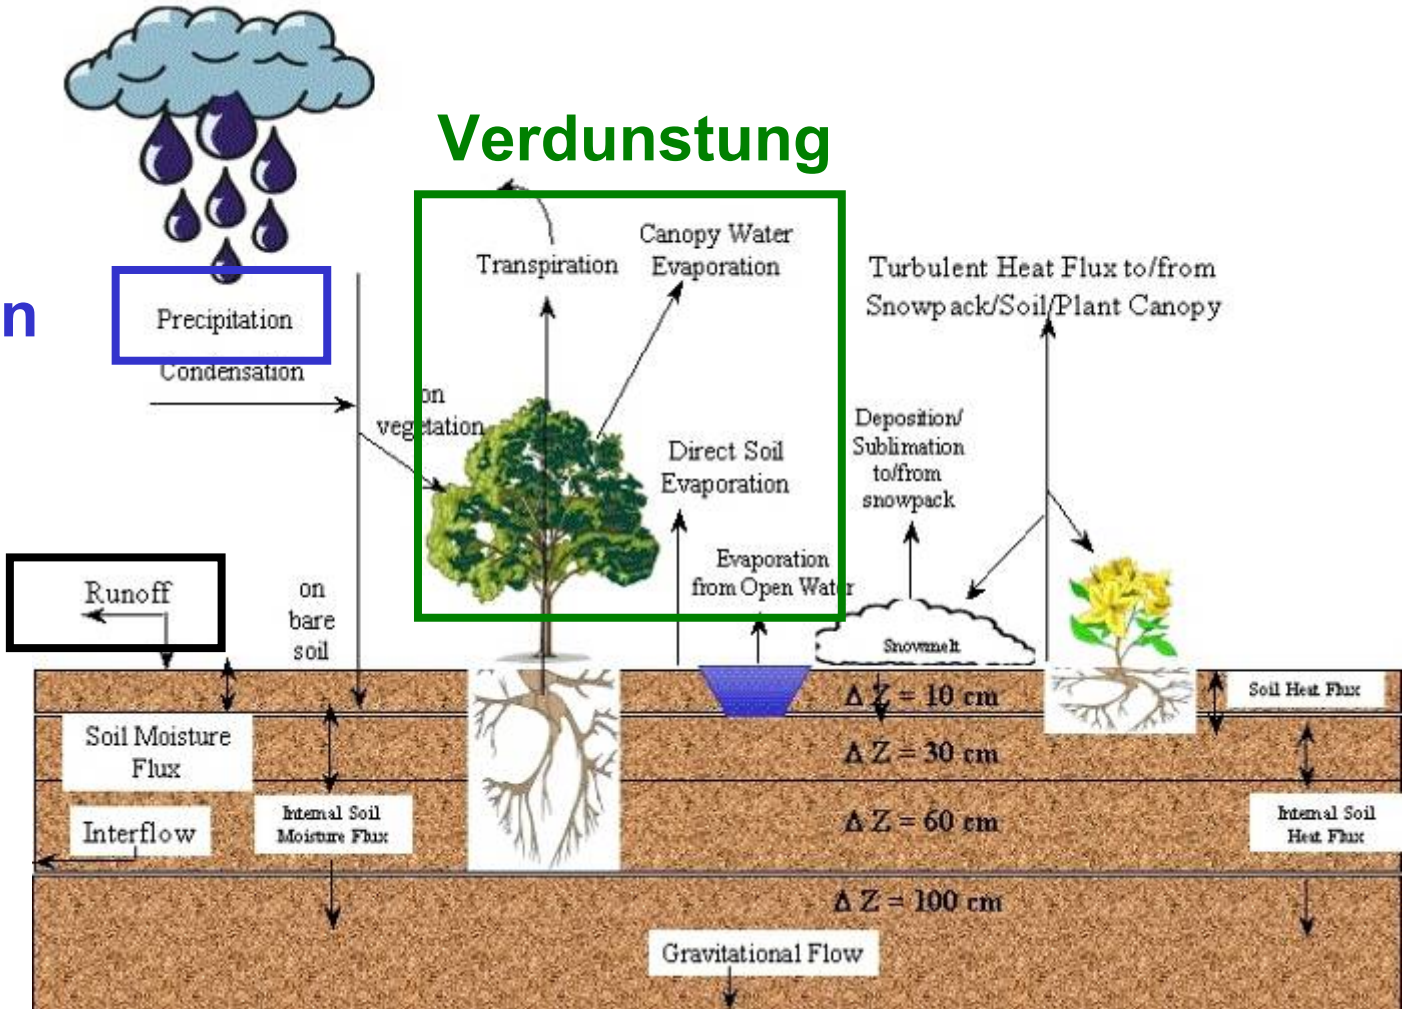 Verdunstung
Canopy Water
Evaporation
Transpiration
Turbulent Heat Flux to/from
Snowpack/Soil/Plant Canopy
n
Precipitation
Condensation
on
vegetation
Deposition/
Sublimation
to/from
snowpack
Direct Soil
Evaporation
Evaporation
from Open Water
Runoff
on
bare
soil
Snowmelt
Δ Z = 10 cm
Soil Heat Flux
Soil Moisture
Flux
Δ Z = 30 cm
Interflow
Internal Soil
Moisture Flux
Δ Z = 60 cm
Internal Soil
Heat Flux
Δ Z = 100 cm
Gravitational Flow